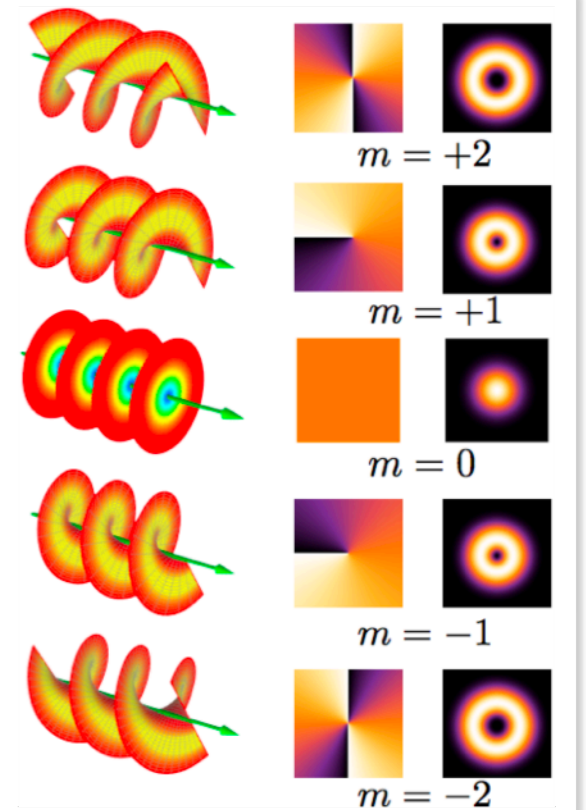 m = +2
m = +1
m = 0
m = −1
m = −2